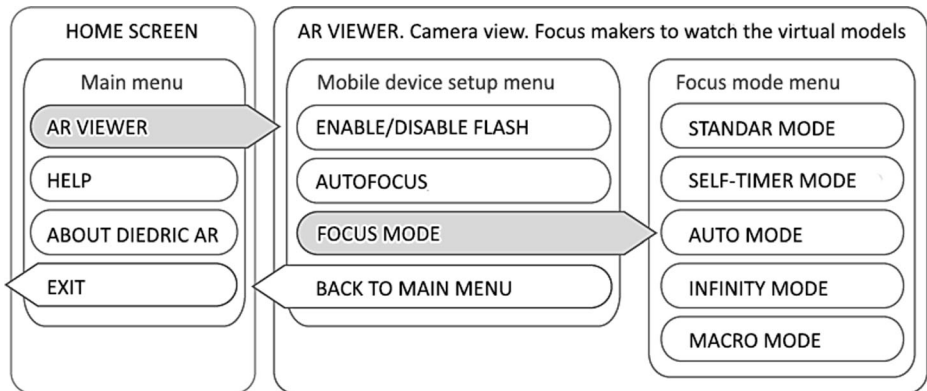 HOME SCREEN
Main menu
AR VIEWER
HELP
ABOUT DIEDRIC AR
EXIT
AR VIEWER. Camera view. Focus makers to watch the virtual models
Mobile device setup menu
ENABLE/DISABLE FLASH
AUTOFOCUS
FOCUS MODE
BACK TO MAIN MENU
Focus mode menu
STANDAR MODE
SELF-TIMER MODE
AUTO MODE
INFINITY MODE
MACRO MODE